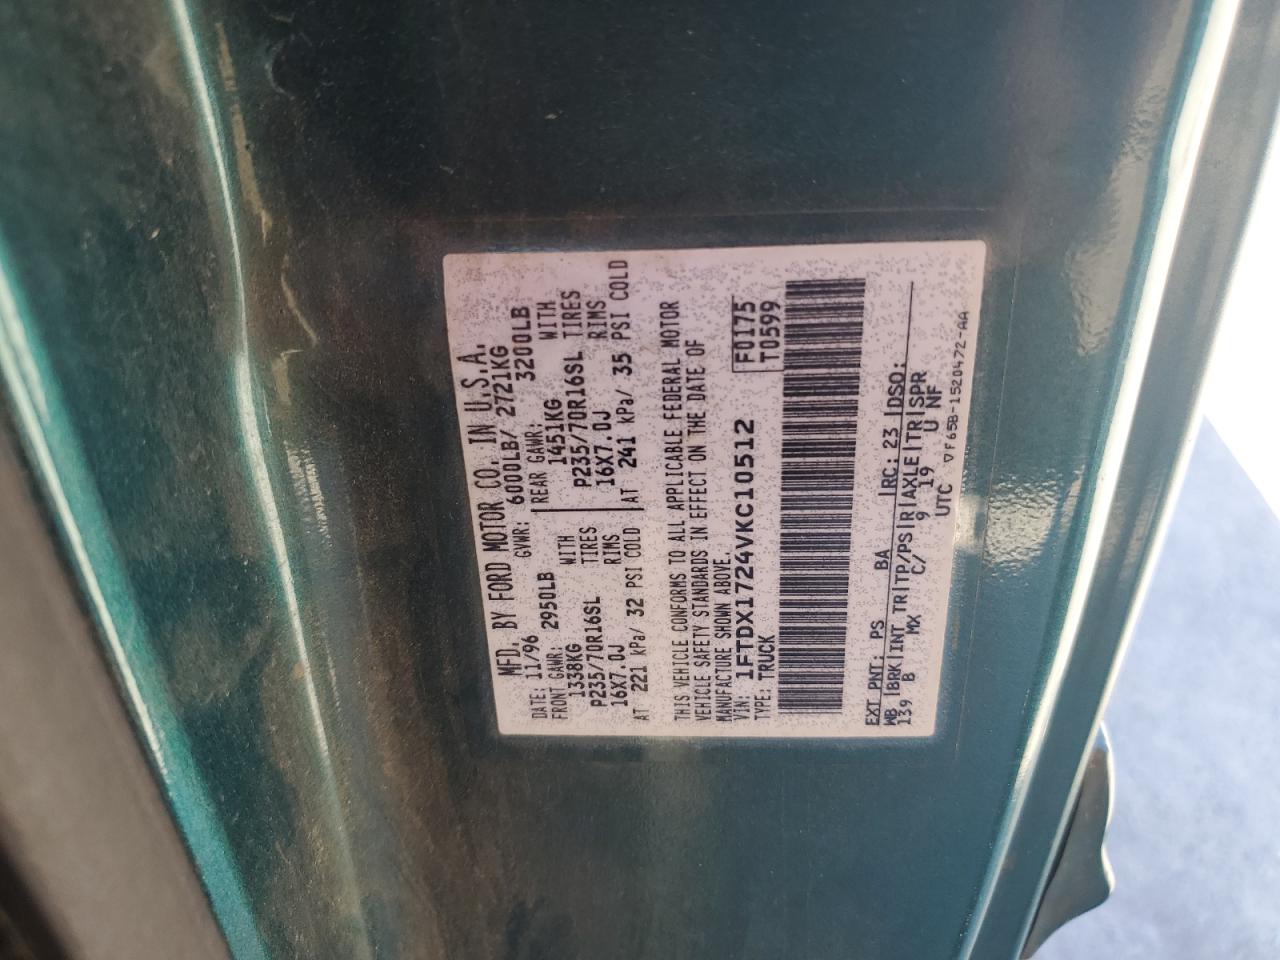 MFD. BY FORD MOTOR CO. IN U.S.A.
DATE: 11/96 GVWR: 6000LB/ 2721KG
FRONT GAWR: 2950LB REAR GAWR: 3200LB
1338KG WITH 1451KG WITH
P235/70R16SL TIRES P235/70R16SL TIRES
16X7.0J RIMS 16X7.0J RIMS
AT 221 kPa/ 32 PSI COLD AT 241 kPa/ 35 PSI COLD
THIS VEHICLE CONFORMS TO ALL APPLICABLE FEDERAL MOTOR
VEHICLE SAFETY STANDARDS IN EFFECT ON THE DATE OF
MANUFACTURE SHOWN ABOVE.
VIN: 1FTDX1724VKC10512 F0175
TYPE: TRUCK T0599
EXT PNT: PS BA RC: 23 DSO:
WB BRK INT TR TP/PS R AXLE TR SPR
139 B MX C/ 9 19 U NF
UTC ▽F65B-1520472-AA